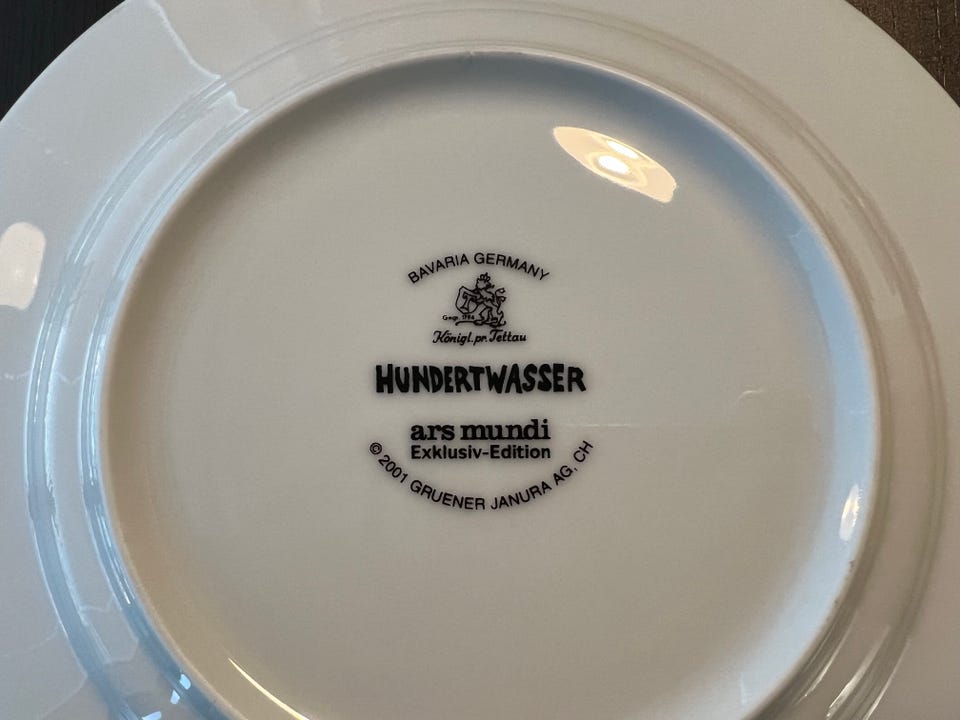 BAVARIA GERMANY
Gegr. 1794
Königl. pr. Tettau
HUNDERTWASSER
ars mundi
Exklusiv-Edition
© 2001 GRUENER JANURA AG, CH